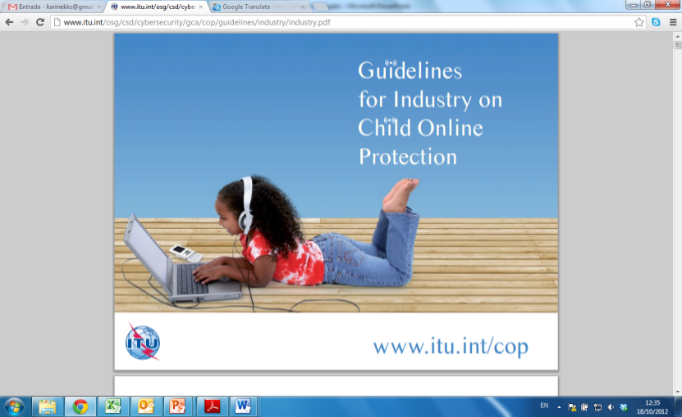 Entrada - karinekks@gmai
www.itu.int/osg/csd/cybe
Google Translate
www.itu.int/osg/csd/cybersecurity/gca/cop/guidelines/industry/industry.pdf
Guidelines
for Industry on
Child Online
Protection
ITU
www.itu.int/cop
EN
12:35
18/10/2012